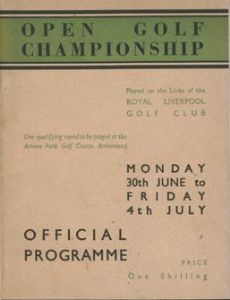 OPEN GOLF
CHAMPIONSHIP
Played on the Links of the
ROYAL LIVERPOOL
GOLF CLUB
One qualifying round to be played at the
Arrowe Park Golf Course, Birkenhead
MONDAY
30th JUNE to
FRIDAY
4th JULY
OFFICIAL
PROGRAMME
PRICE
One Shilling